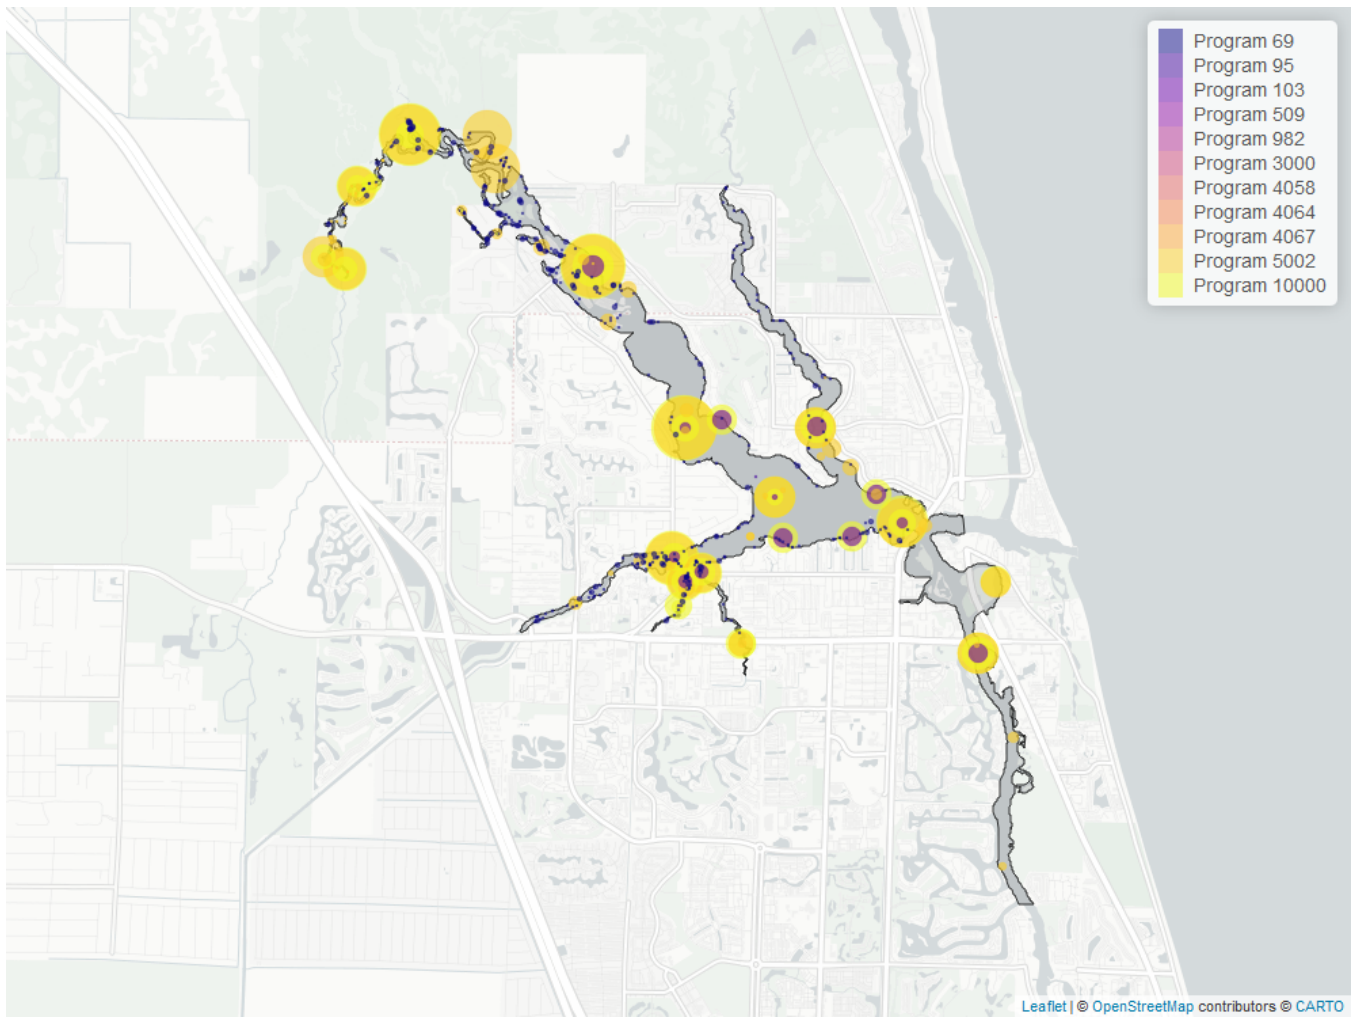 Program 69
Program 95
Program 103
Program 509
Program 982
Program 3000
Program 4058
Program 4064
Program 4067
Program 5002
Program 10000
Leaflet | © OpenStreetMap contributors © CARTO